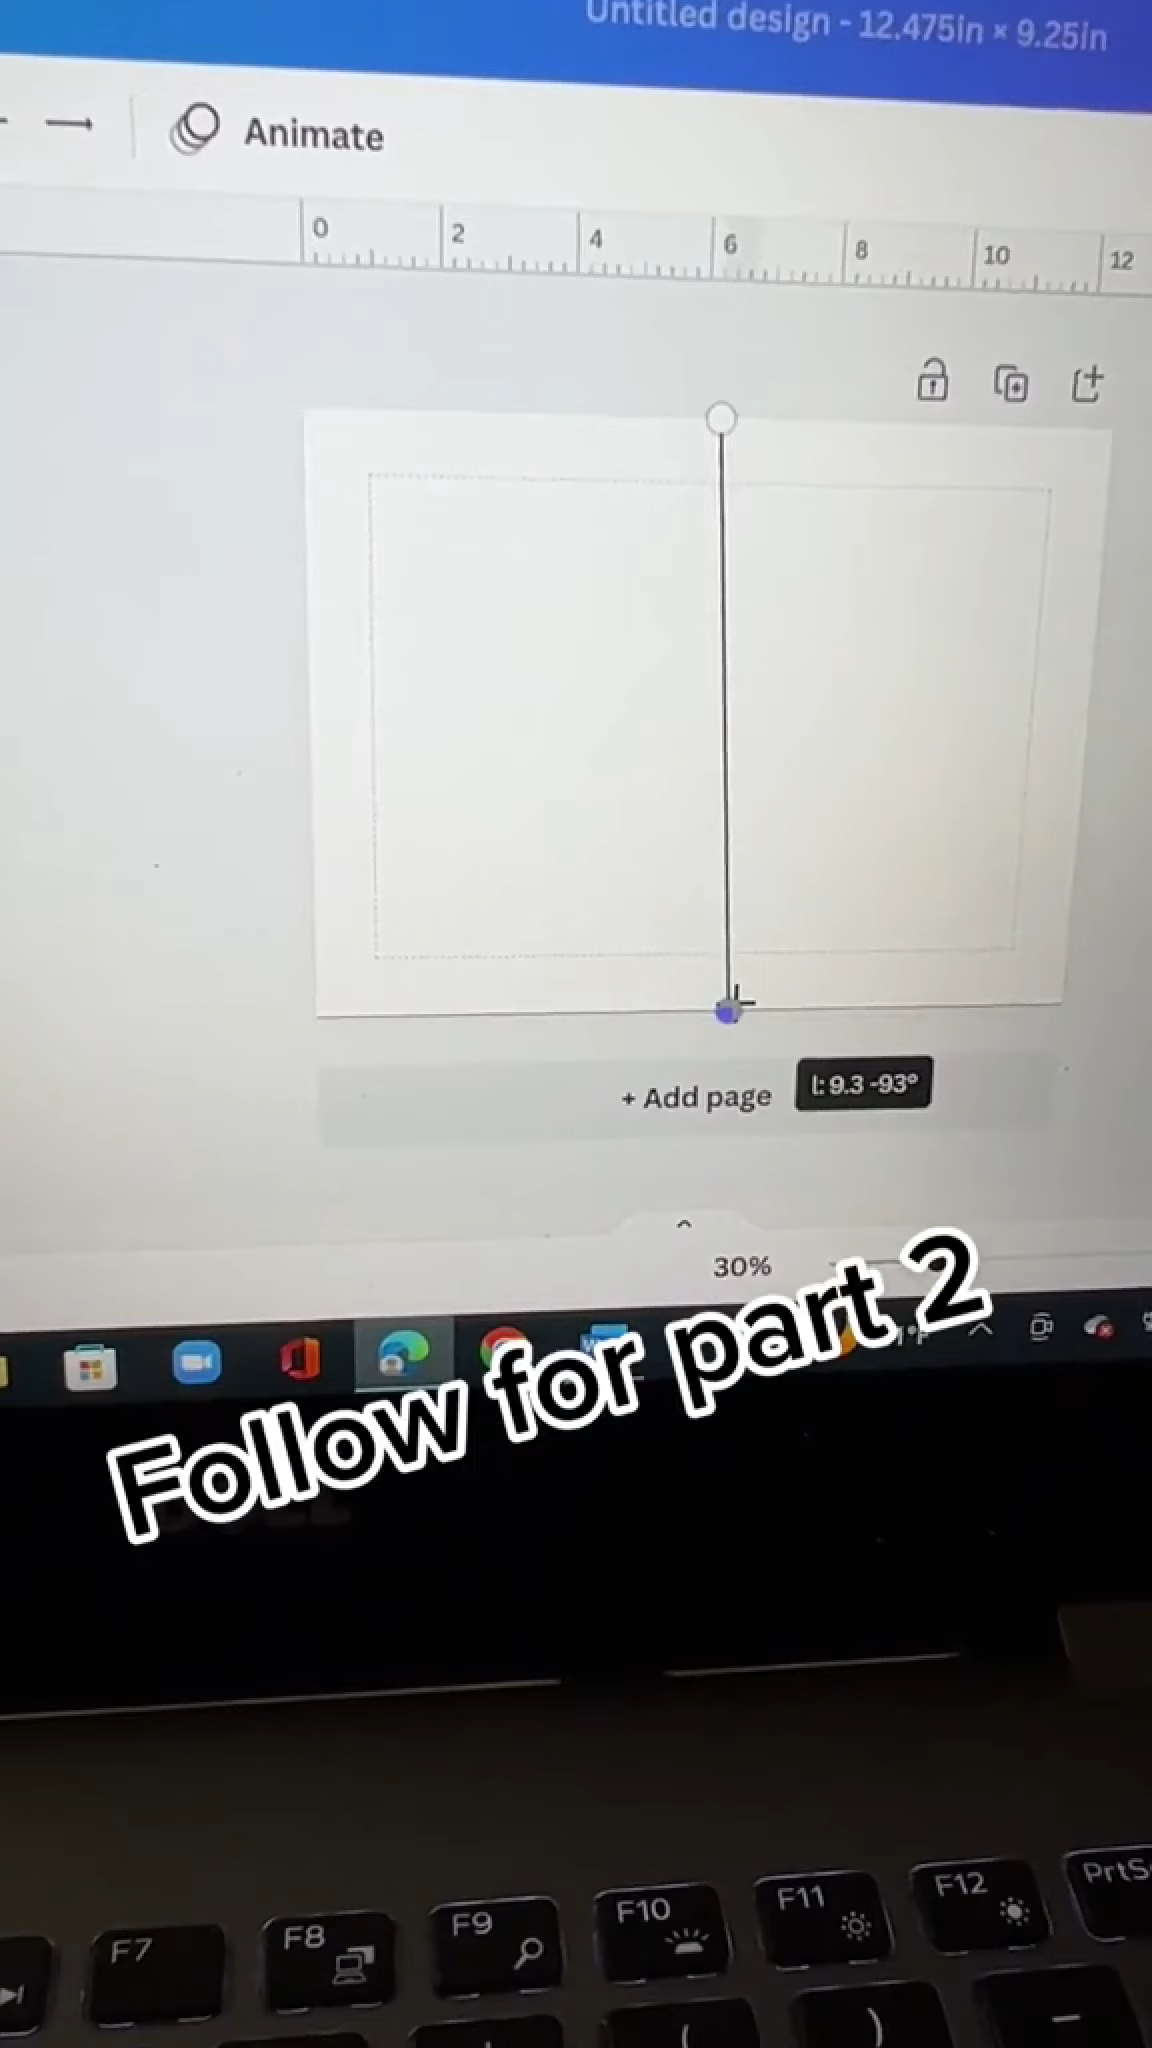 Untitled design - 12.475in × 9.25in
Animate
0 2 4 6 8 10 12
+ Add page
l: 9.3 -93°
30%
Follow for part 2
F7 F8 F9 F10 F11 F12
)